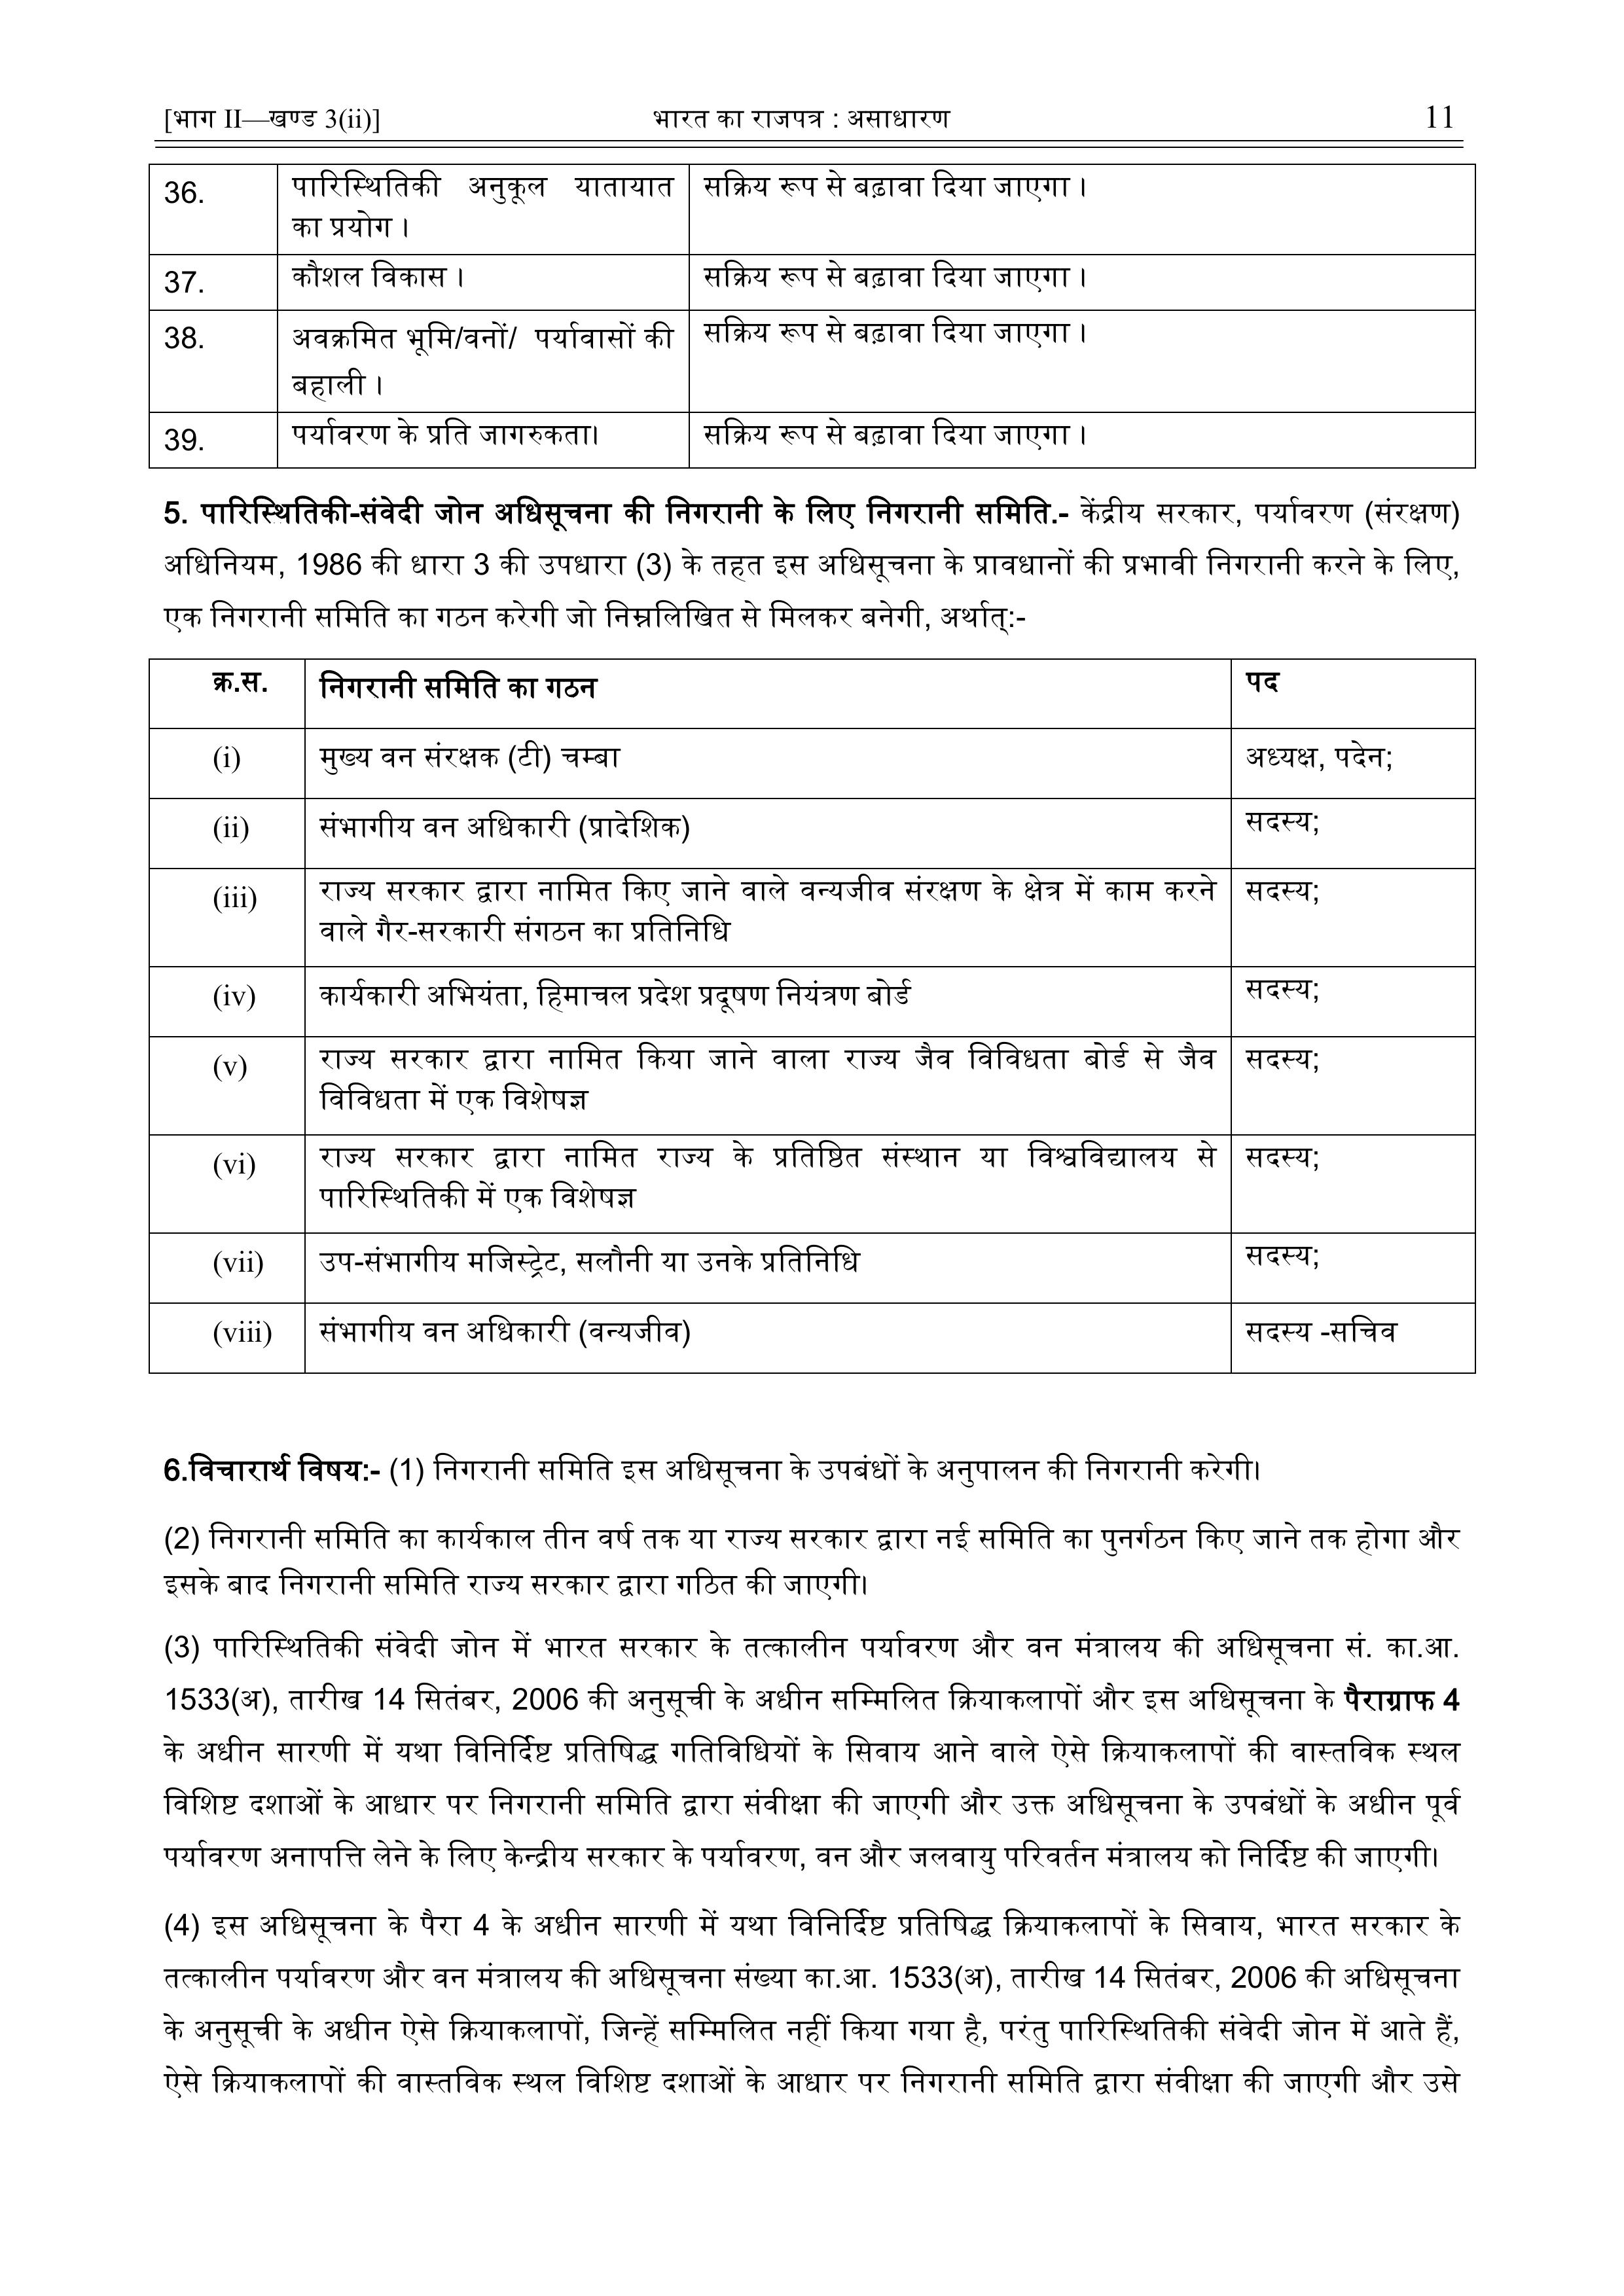 [भाग II—खण्ड 3(ii)] भारत का राजपत्र : असाधारण 11
36. पारिस्थितिकी अनुकूल यातायात सक्रिय रूप से बढ़ावा दिया जाएगा ।
का प्रयोग ।
37. कौशल विकास । सक्रिय रूप से बढ़ावा दिया जाएगा ।
38. अवक्रमित भूमि/वनों/ पर्यावासों की सक्रिय रूप से बढ़ावा दिया जाएगा ।
बहाली ।
39. पर्यावरण के प्रति जागरुकता। सक्रिय रूप से बढ़ावा दिया जाएगा ।
5. पारिस्थितिकी-संवेदी जोन अधिसूचना की निगरानी के लिए निगरानी समिति.- केंद्रीय सरकार, पर्यावरण (संरक्षण)
अधिनियम, 1986 की धारा 3 की उपधारा (3) के तहत इस अधिसूचना के प्रावधानों की प्रभावी निगरानी करने के लिए,
एक निगरानी समिति का गठन करेगी जो निम्नलिखित से मिलकर बनेगी, अर्थात्:-
क्र.स. निगरानी समिति का गठन पद
(i) मुख्य वन संरक्षक (टी) चम्बा अध्यक्ष, पदेन;
(ii) संभागीय वन अधिकारी (प्रादेशिक) सदस्य;
(iii) राज्य सरकार द्वारा नामित किए जाने वाले वन्यजीव संरक्षण के क्षेत्र में काम करने सदस्य;
वाले गैर-सरकारी संगठन का प्रतिनिधि
(iv) कार्यकारी अभियंता, हिमाचल प्रदेश प्रदूषण नियंत्रण बोर्ड सदस्य;
(v) राज्य सरकार द्वारा नामित किया जाने वाला राज्य जैव विविधता बोर्ड से जैव सदस्य;
विविधता में एक विशेषज्ञ
(vi) राज्य सरकार द्वारा नामित राज्य के प्रतिष्ठित संस्थान या विश्वविद्यालय से सदस्य;
पारिस्थितिकी में एक विशेषज्ञ
(vii) उप-संभागीय मजिस्ट्रेट, सलौनी या उनके प्रतिनिधि सदस्य;
(viii) संभागीय वन अधिकारी (वन्यजीव) सदस्य -सचिव
6.विचारार्थ विषय:- (1) निगरानी समिति इस अधिसूचना के उपबंधों के अनुपालन की निगरानी करेगी।
(2) निगरानी समिति का कार्यकाल तीन वर्ष तक या राज्य सरकार द्वारा नई समिति का पुनर्गठन किए जाने तक होगा और
इसके बाद निगरानी समिति राज्य सरकार द्वारा गठित की जाएगी।
(3) पारिस्थितिकी संवेदी जोन में भारत सरकार के तत्कालीन पर्यावरण और वन मंत्रालय की अधिसूचना सं. का.आ.
1533(अ), तारीख 14 सितंबर, 2006 की अनुसूची के अधीन सम्मिलित क्रियाकलापों और इस अधिसूचना के पैराग्राफ 4
के अधीन सारणी में यथा विनिर्दिष्ट प्रतिषिद्ध गतिविधियों के सिवाय आने वाले ऐसे क्रियाकलापों की वास्तविक स्थल
विशिष्ट दशाओं के आधार पर निगरानी समिति द्वारा संवीक्षा की जाएगी और उक्त अधिसूचना के उपबंधों के अधीन पूर्व
पर्यावरण अनापत्ति लेने के लिए केन्द्रीय सरकार के पर्यावरण, वन और जलवायु परिवर्तन मंत्रालय को निर्दिष्ट की जाएगी।
(4) इस अधिसूचना के पैरा 4 के अधीन सारणी में यथा विनिर्दिष्ट प्रतिषिद्ध क्रियाकलापों के सिवाय, भारत सरकार के
तत्कालीन पर्यावरण और वन मंत्रालय की अधिसूचना संख्या का.आ. 1533(अ), तारीख 14 सितंबर, 2006 की अधिसूचना
के अनुसूची के अधीन ऐसे क्रियाकलापों, जिन्हें सम्मिलित नहीं किया गया है, परंतु पारिस्थितिकी संवेदी जोन में आते हैं,
ऐसे क्रियाकलापों की वास्तविक स्थल विशिष्ट दशाओं के आधार पर निगरानी समिति द्वारा संवीक्षा की जाएगी और उसे